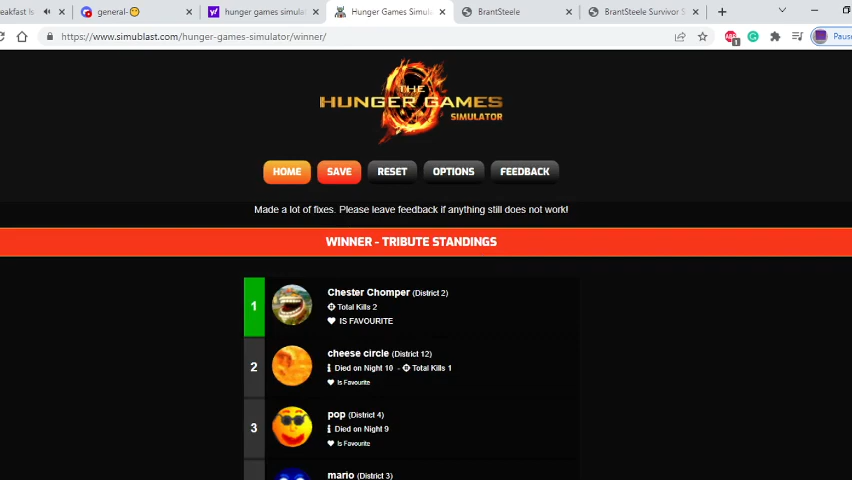 eakfast Is
general-
hunger games simulat
Hunger Games Simula
BrantSteele
BrantSteele Survivor S
https://www.simublast.com/hunger-games-simulator/winner/
1
Pause
THE
HUNGER GAMES
SIMULATOR
HOME
SAVE
RESET
OPTIONS
FEEDBACK
Made a lot of fixes. Please leave feedback if anything still does not work!
WINNER - TRIBUTE STANDINGS
1
Chester Chomper (District 2)
Total Kills 2
IS FAVOURITE
2
cheese circle (District 12)
Died on Night 10 - Total Kills 1
Is Favourite
3
pop (District 4)
Died on Night 9
Is Favourite
mario (District 3)